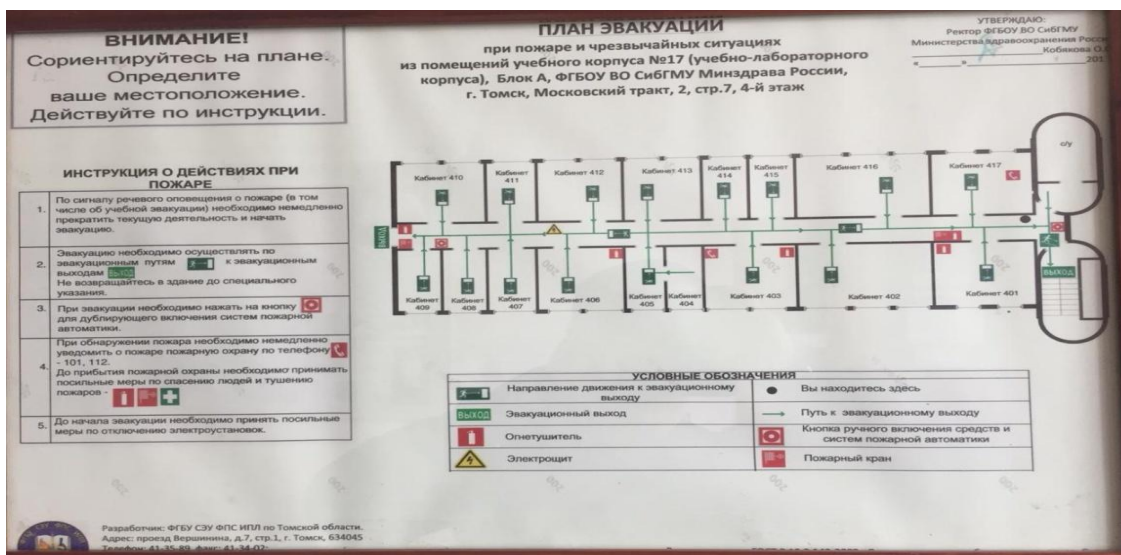 ВНИМАНИЕ!
Сориентируйтесь на плане.
Определите
ваше местоположение.
Действуйте по инструкции.
ПЛАН ЭВАКУАЦИИ
при пожаре и чрезвычайных ситуациях
из помещений учебного корпуса №17 (учебно-лабораторного
корпуса), Блок А, ФГБОУ ВО СибГМУ Минздрава России,
г. Томск, Московский тракт, 2, стр.7, 4-й этаж
УТВЕРЖДАЮ:
Ректор ФГБОУ ВО СибГМУ
Министерства здравоохранения
Кобякова
ИНСТРУКЦИЯ О ДЕЙСТВИЯХ ПРИ
ПОЖАРЕ
1. По сигналу речевого оповещения о пожаре (в том
числе об учебной эвакуации) необходимо немедленно
прекратить текущую деятельность и начать
эвакуацию.
2. Эвакуацию необходимо осуществлять по
эвакуационным путям к эвакуационным
выходам ВЫХОД
Не возвращайтесь в здание до специального
указания.
3. При эвакуации необходимо нажать на кнопку
для дублирующего включения систем пожарной
автоматики.
4. При обнаружении пожара необходимо немедленно
уведомить о пожаре пожарную охрану по телефону
- 101, 112.
До прибытия пожарной охраны необходимо принимать
посильные меры по спасению людей и тушению
пожаров -
5. До начала эвакуации необходимо принять посильные
меры по отключению электроустановок.
Кабинет 410
Кабинет 411
Кабинет 412
Кабинет 413
Кабинет 414
Кабинет 415
Кабинет 416
Кабинет 417
с/у
ВЫХОД
ВЫХОД
Кабинет 409
Кабинет 408
Кабинет 407
Кабинет 406
Кабинет 405
Кабинет 404
Кабинет 403
Кабинет 402
Кабинет 401
УСЛОВНЫЕ ОБОЗНАЧЕНИЯ
Направление движения к эвакуационному
выходу
Вы находитесь здесь
ВЫХОД Эвакуационный выход
Путь к эвакуационному выходу
Огнетушитель
Кнопка ручного включения средств и
систем пожарной автоматики
Электрощит
Пожарный кран
Разработчик: ФГБУ СЭУ ФПС ИПЛ по Томской области.
Адрес: проезд Вершинина, д.7, стр.1, г. Томск, 634045
Телефон: 41-35-89, факс: 41-34-02;